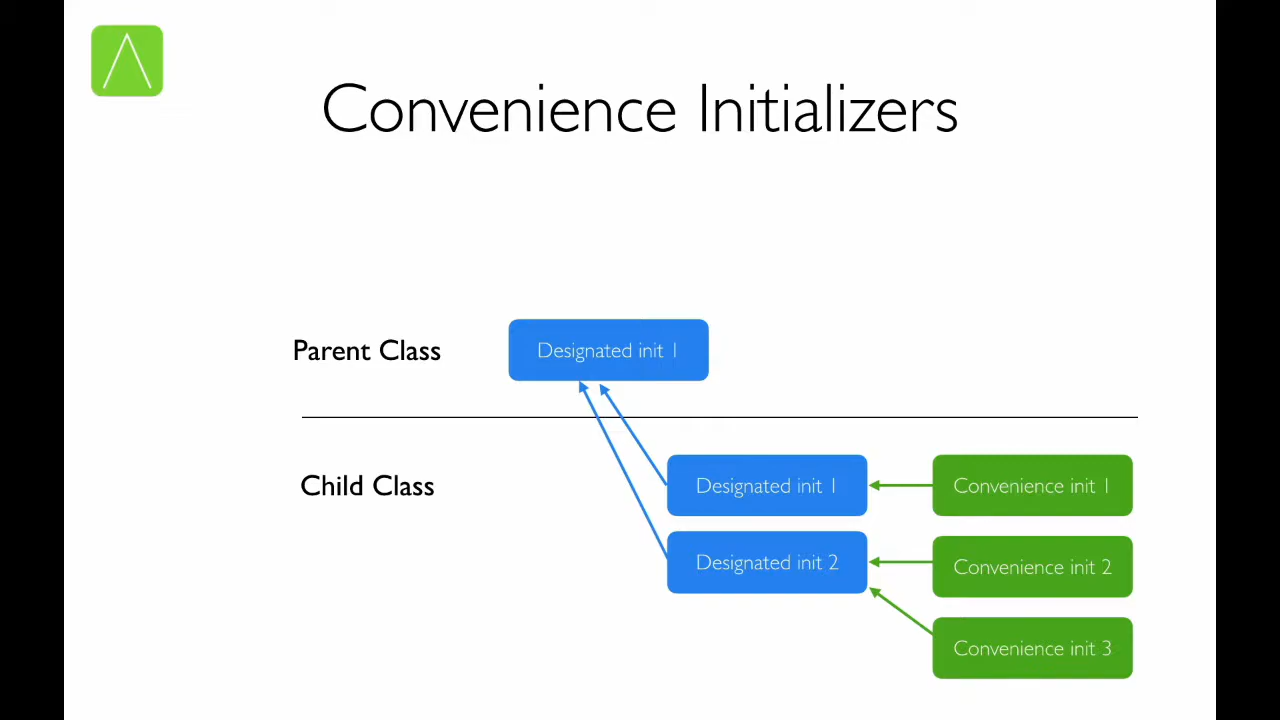 Convenience Initializers
Parent Class
Designated init 1
Child Class
Designated init 1
Convenience init 1
Designated init 2
Convenience init 2
Convenience init 3